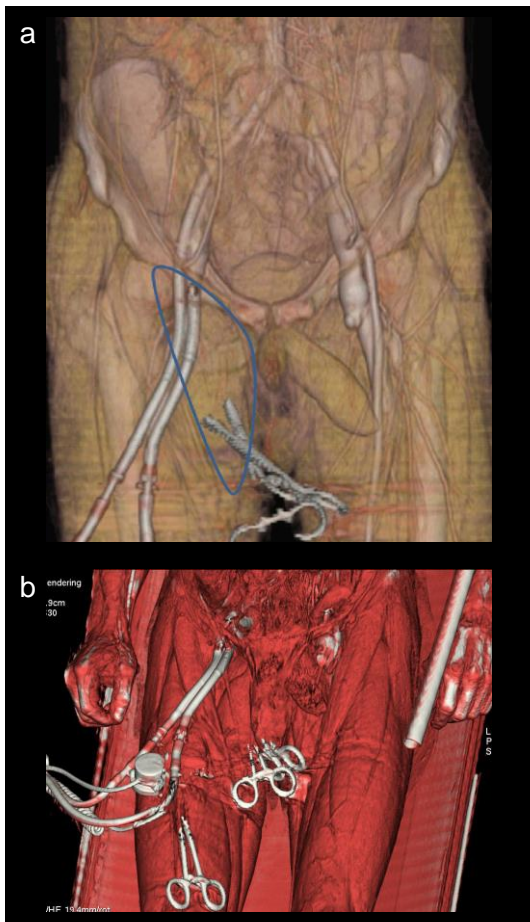 a
b
endering
.9cm
:30
L
P
S
/HF 19.4mm/rot